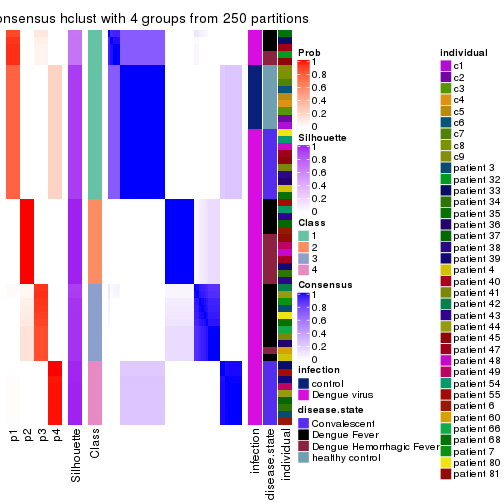 onsensus hclust with 4 groups from 250 partitions
Prob
1
0.8
0.6
0.4
0.2
0
Silhouette
1
0.8
0.6
0.4
0.2
0
Class
1
2
3
4
Consensus
1
0.8
0.6
0.4
0.2
0
infection
control
Dengue virus
disease.state
Convalescent
Dengue Fever
Dengue Hemorrhagic Fever
healthy control
individual
c1
c2
c3
c4
c5
c6
c7
c8
c9
patient 3
patient 32
patient 33
patient 34
patient 35
patient 36
patient 37
patient 38
patient 39
patient 4
patient 40
patient 41
patient 42
patient 43
patient 44
patient 45
patient 47
patient 48
patient 49
patient 54
patient 55
patient 6
patient 60
patient 66
patient 68
patient 7
patient 80
patient 81
p1
p2
p3
p4
Silhouette
Class
infection
disease.state
individual